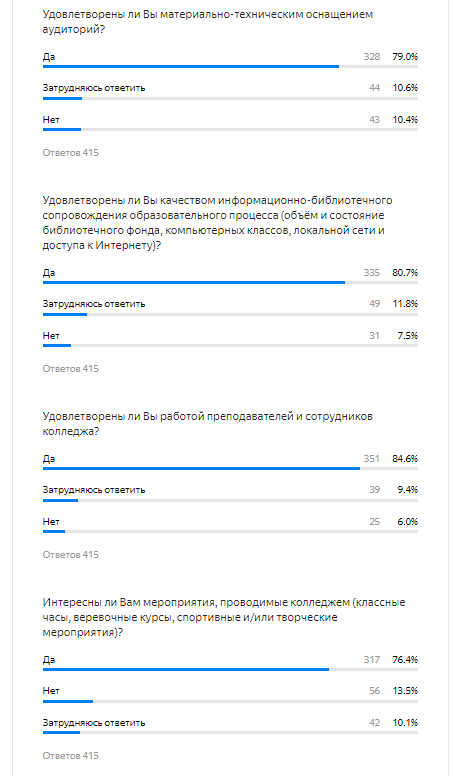 Удовлетворены ли Вы материально-техническим оснащением
аудиторий?
Да 328 79.0%
Затрудняюсь ответить 44 10.6%
Нет 43 10.4%
Ответов 415
Удовлетворены ли Вы качеством информационно-библиотечного
сопровождения образовательного процесса (объём и состояние
библиотечного фонда, компьютерных классов, локальной сети и
доступа к Интернету)?
Да 335 80.7%
Затрудняюсь ответить 49 11.8%
Нет 31 7.5%
Ответов 415
Удовлетворены ли Вы работой преподавателей и сотрудников
колледжа?
Да 351 84.6%
Затрудняюсь ответить 39 9.4%
Нет 25 6.0%
Ответов 415
Интересны ли Вам мероприятия, проводимые колледжем (классные
часы, веревочные курсы, спортивные и/или творческие
мероприятия)?
Да 317 76.4%
Нет 56 13.5%
Затрудняюсь ответить 42 10.1%
Ответов 415